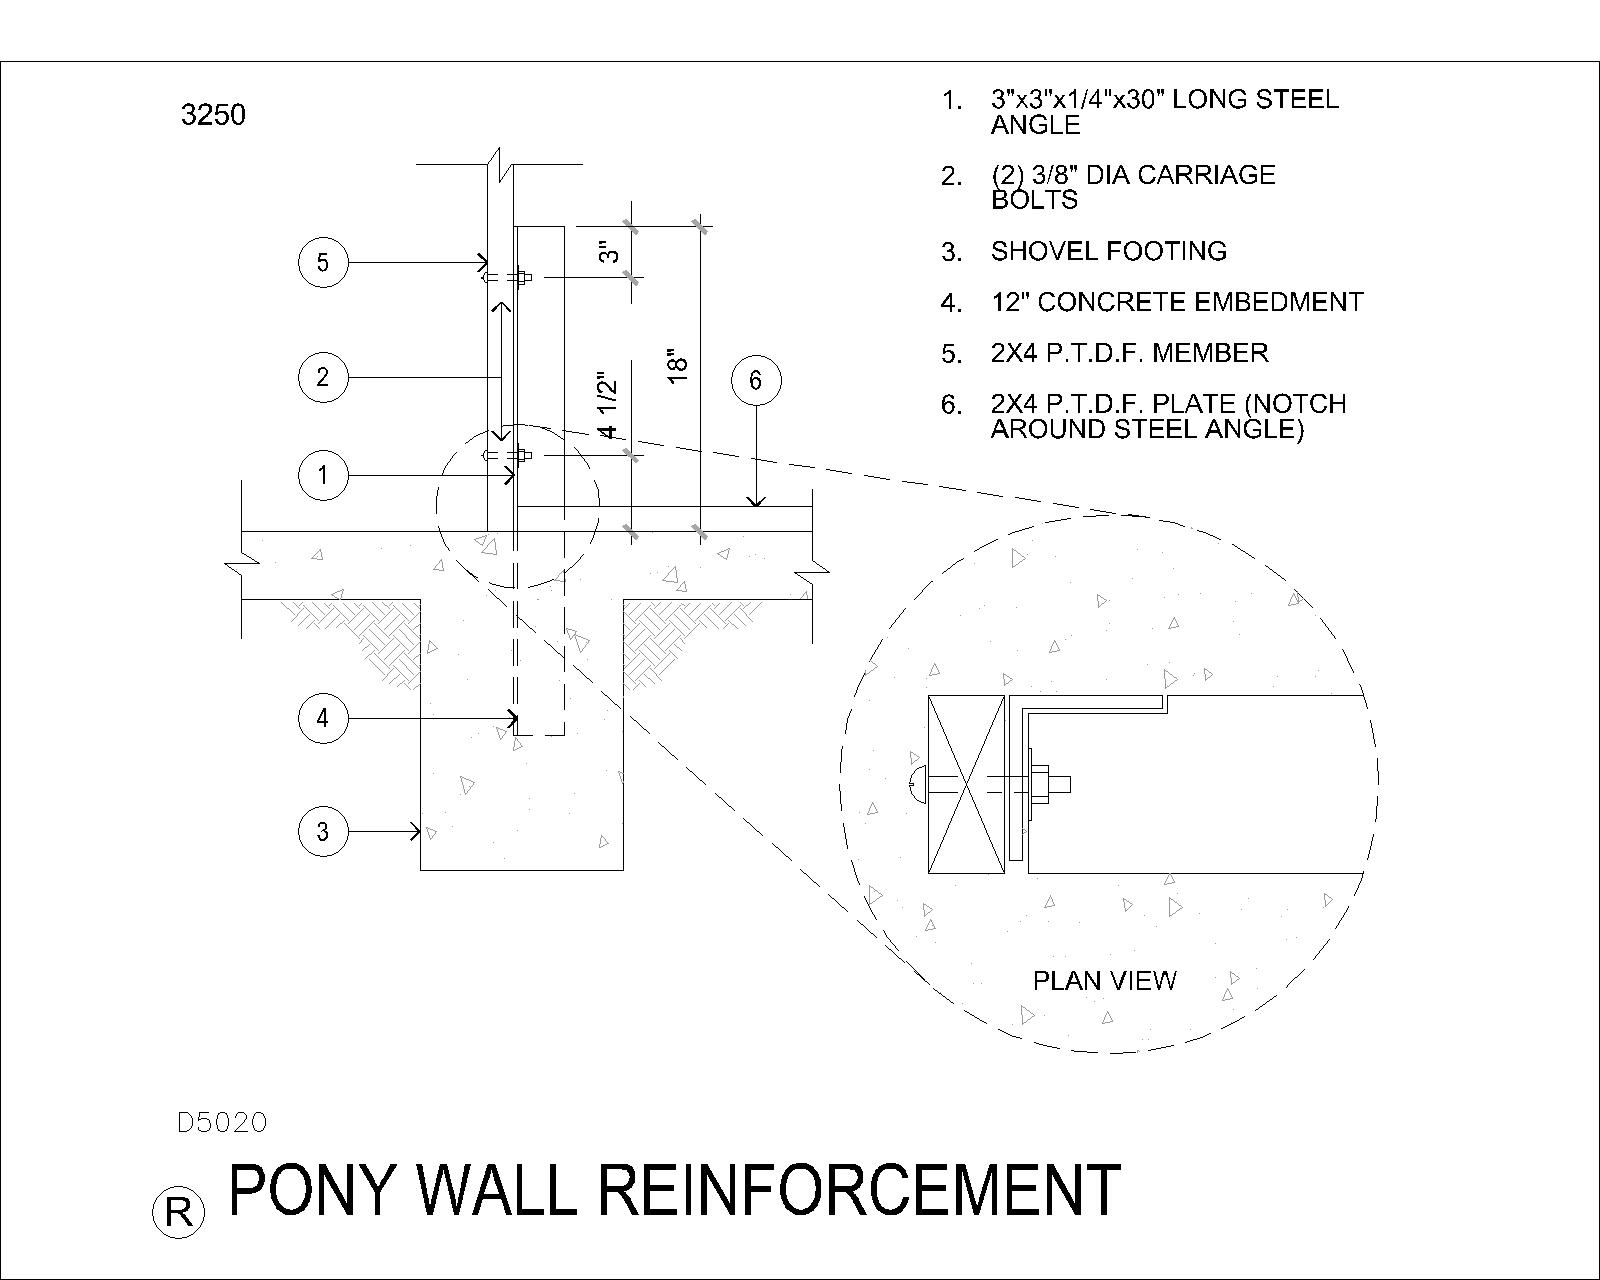 3250
1. 3"x3"x1/4"x30" LONG STEEL
ANGLE
2. (2) 3/8" DIA CARRIAGE
BOLTS
3. SHOVEL FOOTING
4. 12" CONCRETE EMBEDMENT
5. 2X4 P.T.D.F. MEMBER
6. 2X4 P.T.D.F. PLATE (NOTCH
AROUND STEEL ANGLE)
5
3"
2
18"
4 1/2"
6
1
4
3
PLAN VIEW
D5020
R PONY WALL REINFORCEMENT